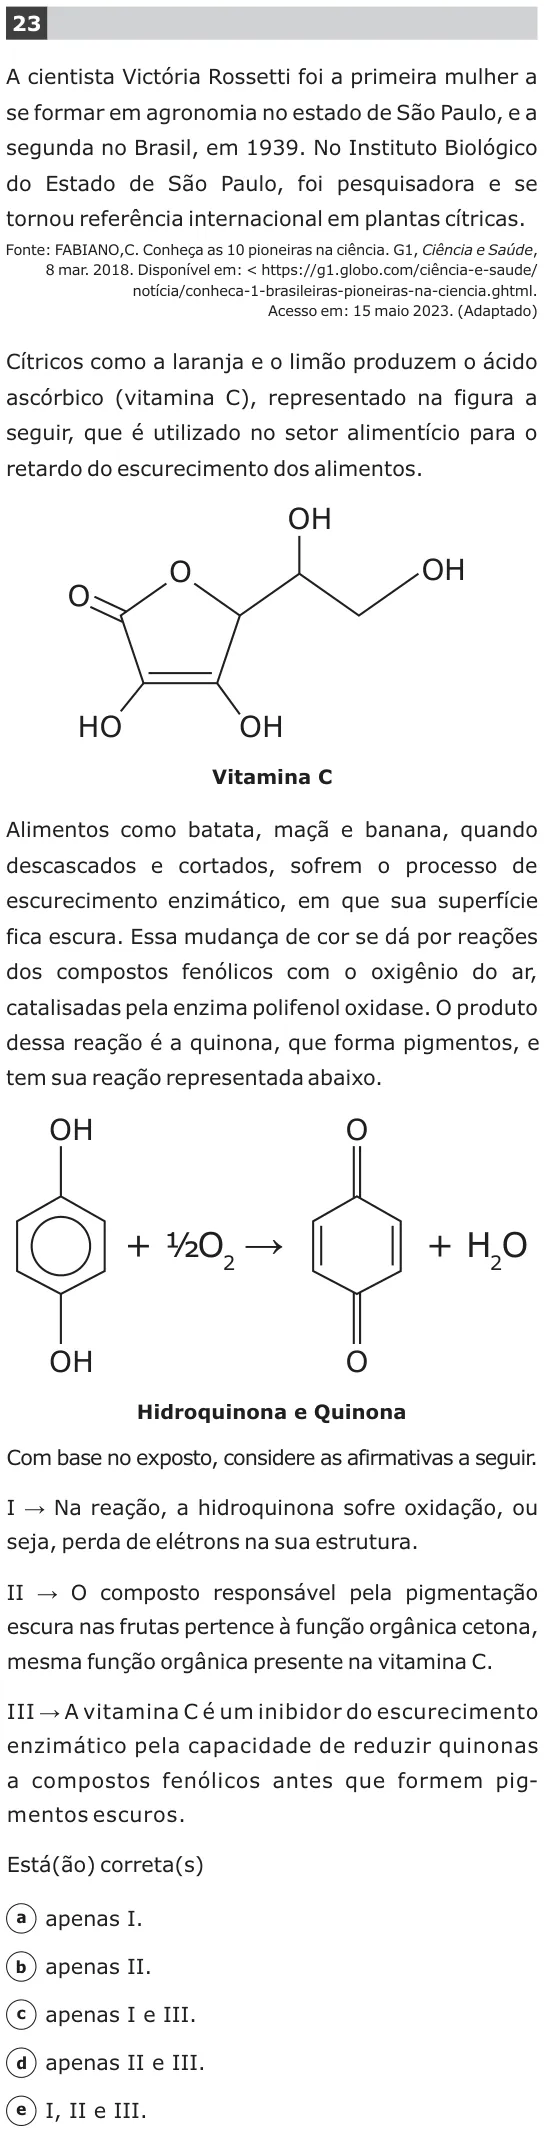 23
A cientista Victória Rossetti foi a primeira mulher a
se formar em agronomia no estado de São Paulo, e a
segunda no Brasil, em 1939. No Instituto Biológico
do Estado de São Paulo, foi pesquisadora e se
tornou referência internacional em plantas cítricas.
Fonte: FABIANO,C. Conheça as 10 pioneiras na ciência. G1, Ciência e Saúde,
8 mar. 2018. Disponível em: < https://g1.globo.com/ciência-e-saude/
notícia/conheca-1-brasileiras-pioneiras-na-ciencia.ghtml.
Acesso em: 15 maio 2023. (Adaptado)
Cítricos como a laranja e o limão produzem o ácido
ascórbico (vitamina C), representado na figura a
seguir, que é utilizado no setor alimentício para o
retardo do escurecimento dos alimentos.
OH
OH
O
O
HO
OH
Vitamina C
Alimentos como batata, maçã e banana, quando
descascados e cortados, sofrem o processo de
escurecimento enzimático, em que sua superfície
fica escura. Essa mudança de cor se dá por reações
dos compostos fenólicos com o oxigênio do ar,
catalisadas pela enzima polifenol oxidase. O produto
dessa reação é a quinona, que forma pigmentos, e
tem sua reação representada abaixo.
OH
O
+ ½O₂ → + H₂O
OH
O
Hidroquinona e Quinona
Com base no exposto, considere as afirmativas a seguir.
I → Na reação, a hidroquinona sofre oxidação, ou
seja, perda de elétrons na sua estrutura.
II → O composto responsável pela pigmentação
escura nas frutas pertence à função orgânica cetona,
mesma função orgânica presente na vitamina C.
III → A vitamina C é um inibidor do escurecimento
enzimático pela capacidade de reduzir quinonas
a compostos fenólicos antes que formem pig-
mentos escuros.
Está(ão) correta(s)
a apenas I.
b apenas II.
c apenas I e III.
d apenas II e III.
e I, II e III.